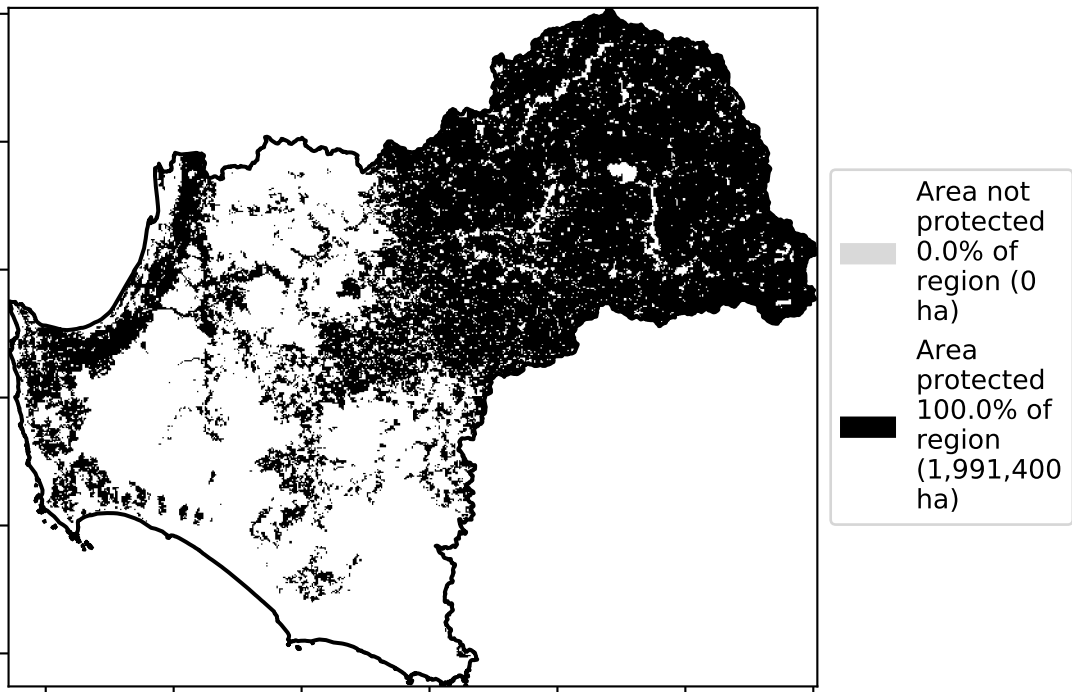 Area not
protected
0.0% of
region (0
ha)
Area
protected
100.0% of
region
(1,991,400
ha)